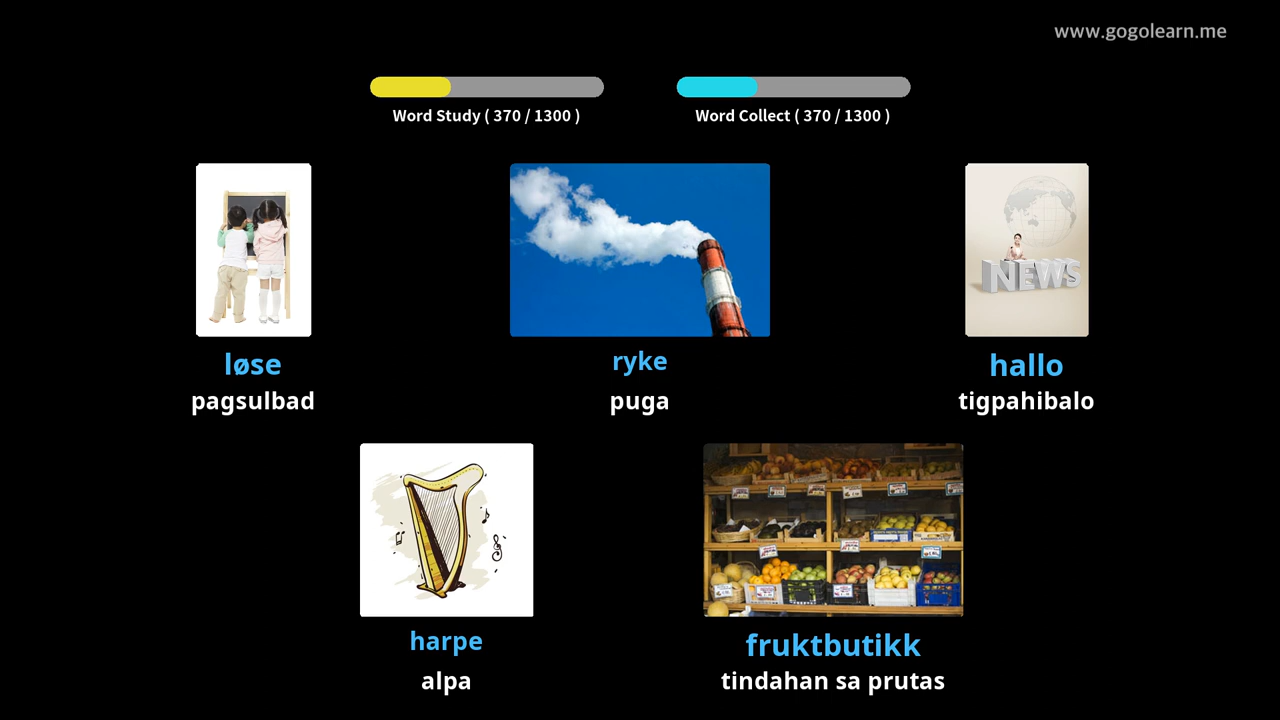 www.gogolearn.me
Word Study ( 370 / 1300 )
Word Collect ( 370 / 1300 )
NEWS
løse
ryke
hallo
pagsulbad
puga
tigpahibalo
harpe
fruktbutikk
alpa
tindahan sa prutas